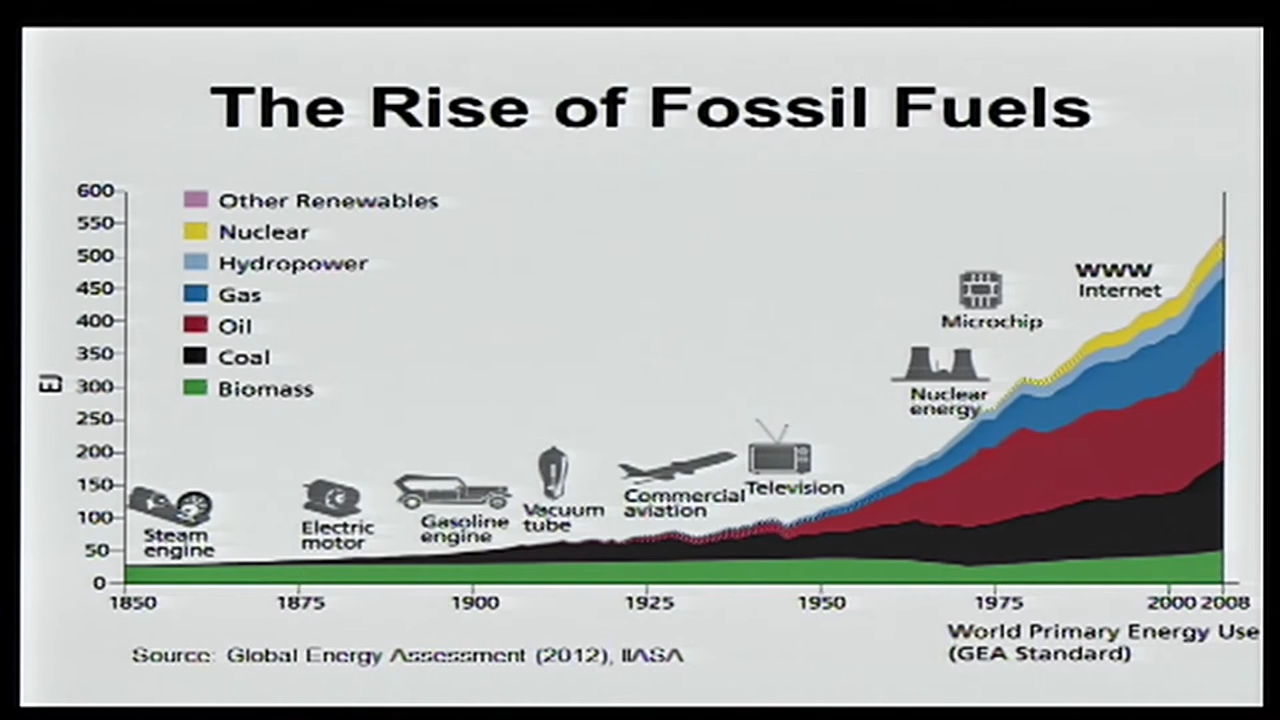 The Rise of Fossil Fuels
600
550
500
450
400
350
300
250
200
150
100
50
0
EJ
Other Renewables
Nuclear
Hydropower
Gas
Oil
Coal
Biomass
Steam
engine
Electric
motor
Gasoline
engine
Vacuum
tube
Commercial
aviation
Television
Nuclear
energy
Microchip
WWW
Internet
1850
1875
1900
1925
1950
1975
2000
2008
World Primary Energy Use
(GEA Standard)
Source: Global Energy Assessment (2012), IIASA